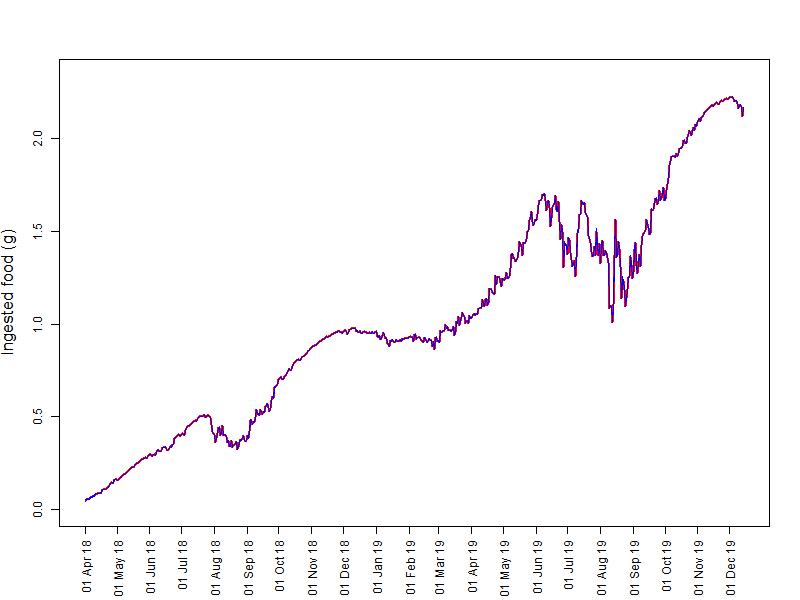 Ingested food (g)
2.0
1.5
1.0
0.5
0.0
01 Apr 18
01 May 18
01 Jun 18
01 Jul 18
01 Aug 18
01 Sep 18
01 Oct 18
01 Nov 18
01 Dec 18
01 Jan 19
01 Feb 19
01 Mar 19
01 Apr 19
01 May 19
01 Jun 19
01 Jul 19
01 Aug 19
01 Sep 19
01 Oct 19
01 Nov 19
01 Dec 19